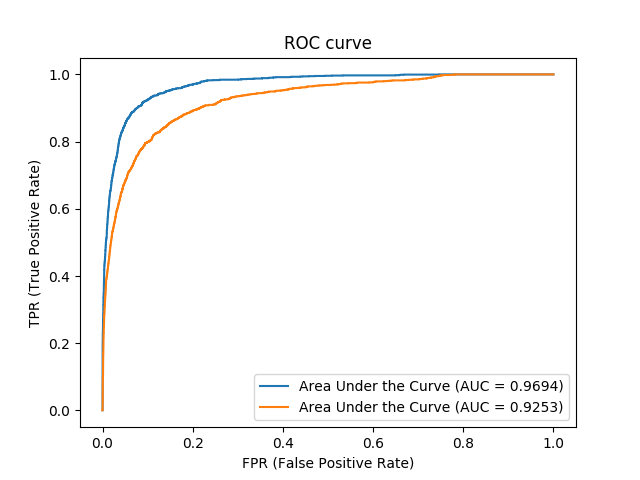 ROC curve
TPR (True Positive Rate)
1.0
0.8
0.6
0.4
0.2
0.0
Area Under the Curve (AUC = 0.9694)
Area Under the Curve (AUC = 0.9253)
0.0 0.2 0.4 0.6 0.8 1.0
FPR (False Positive Rate)